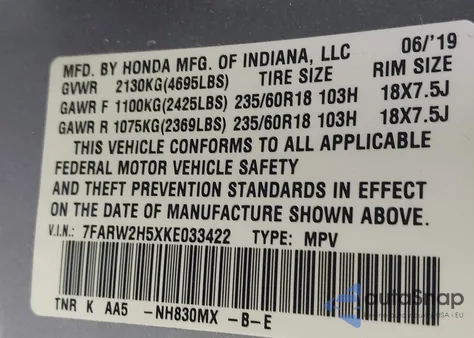 MFD. BY HONDA MFG. OF INDIANA, LLC 06/'19
GVWR 2130KG(4695LBS) TIRE SIZE RIM SIZE
GAWR F 1100KG(2425LBS) 235/60R18 103H 18X7.5J
GAWR R 1075KG(2369LBS) 235/60R18 103H 18X7.5J
THIS VEHICLE CONFORMS TO ALL APPLICABLE
FEDERAL MOTOR VEHICLE SAFETY
AND THEFT PREVENTION STANDARDS IN EFFECT
ON THE DATE OF MANUFACTURE SHOWN ABOVE.
V.I.N.: 7FARW2H5XKE033422 TYPE: MPV
TNR K AA5 -NH830MX -B-E
autoSnap